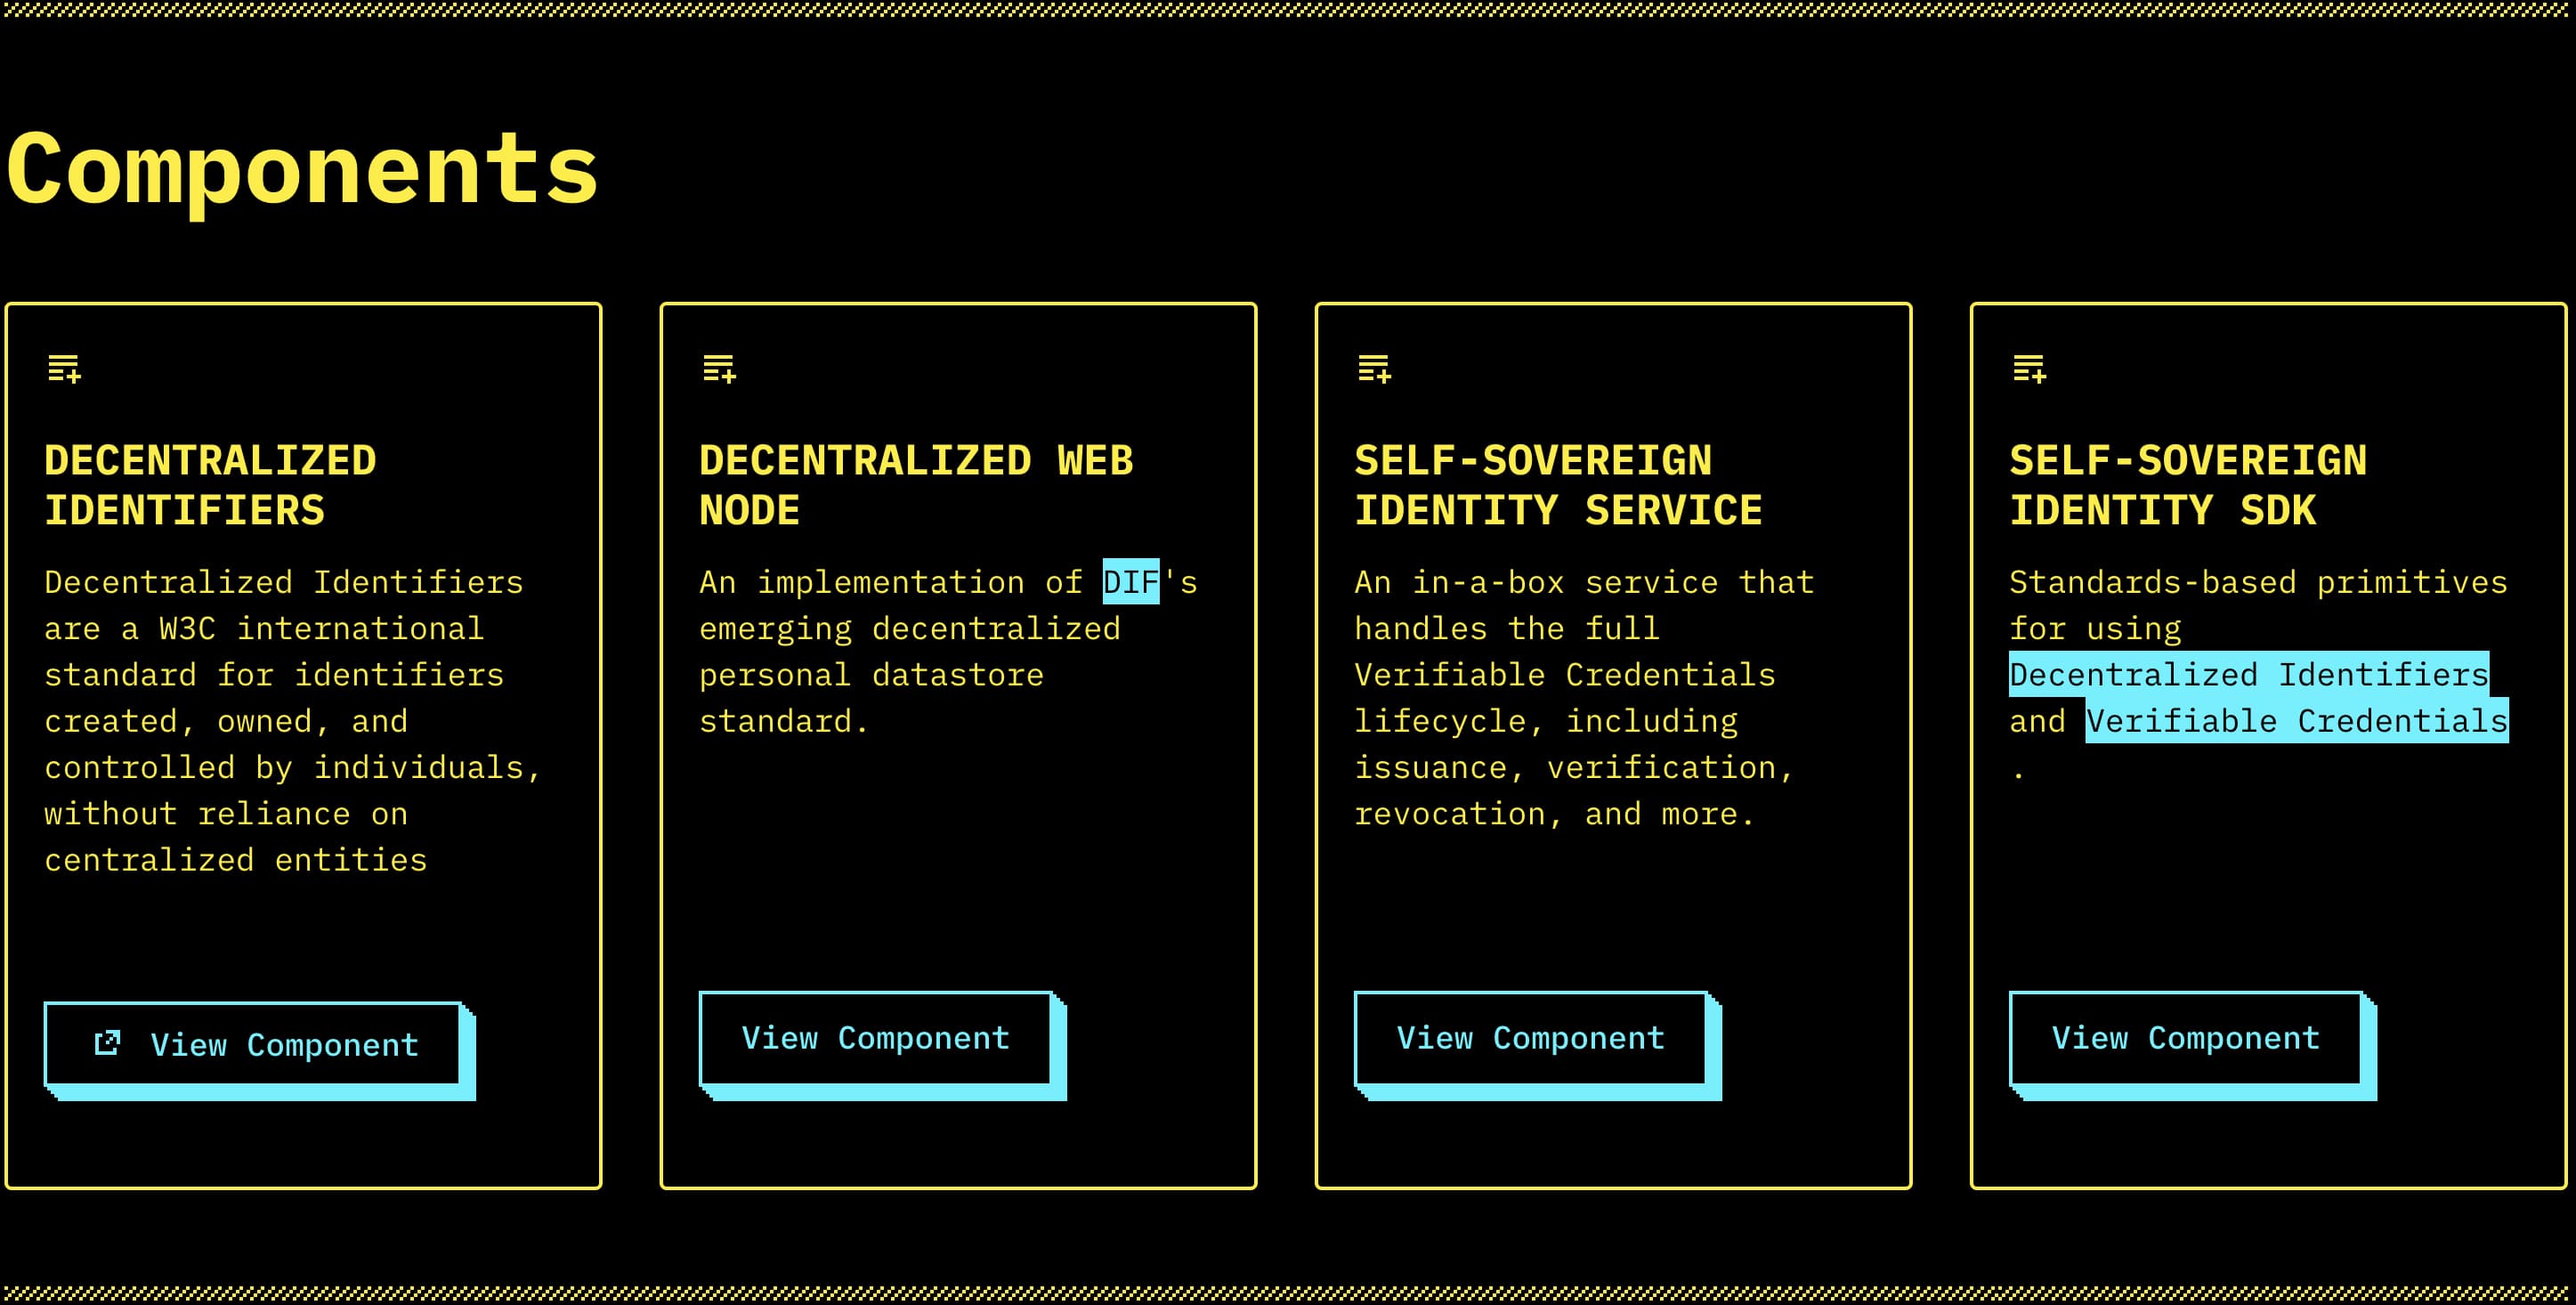 Components
DECENTRALIZED
IDENTIFIERS
Decentralized Identifiers
are a W3C international
standard for identifiers
created, owned, and
controlled by individuals,
without reliance on
centralized entities
View Component
DECENTRALIZED WEB
NODE
An implementation of DIF's
emerging decentralized
personal datastore
standard.
View Component
SELF-SOVEREIGN
IDENTITY SERVICE
An in-a-box service that
handles the full
Verifiable Credentials
lifecycle, including
issuance, verification,
revocation, and more.
View Component
SELF-SOVEREIGN
IDENTITY SDK
Standards-based primitives
for using
Decentralized Identifiers
and Verifiable Credentials
.
View Component